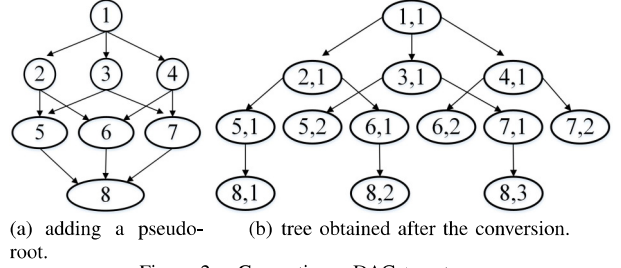 1
2 3 4
5 6 7
8
1,1
2,1 3,1 4,1
5,1 5,2 6,1 6,2 7,1 7,2
8,1 8,2 8,3
(a) adding a pseudo-
root.
(b) tree obtained after the conversion.